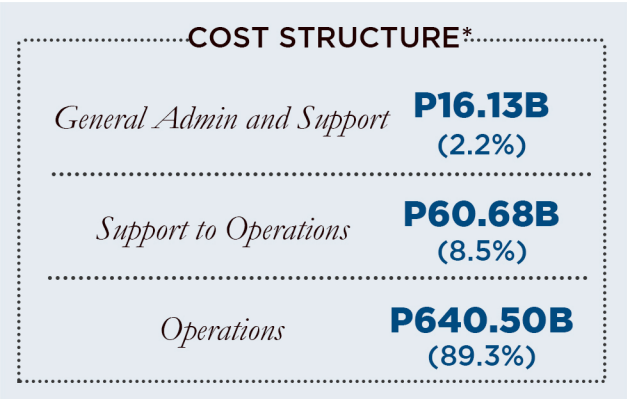 COST STRUCTURE*
General Admin and Support P16.13B
(2.2%)
Support to Operations P60.68B
(8.5%)
Operations P640.50B
(89.3%)